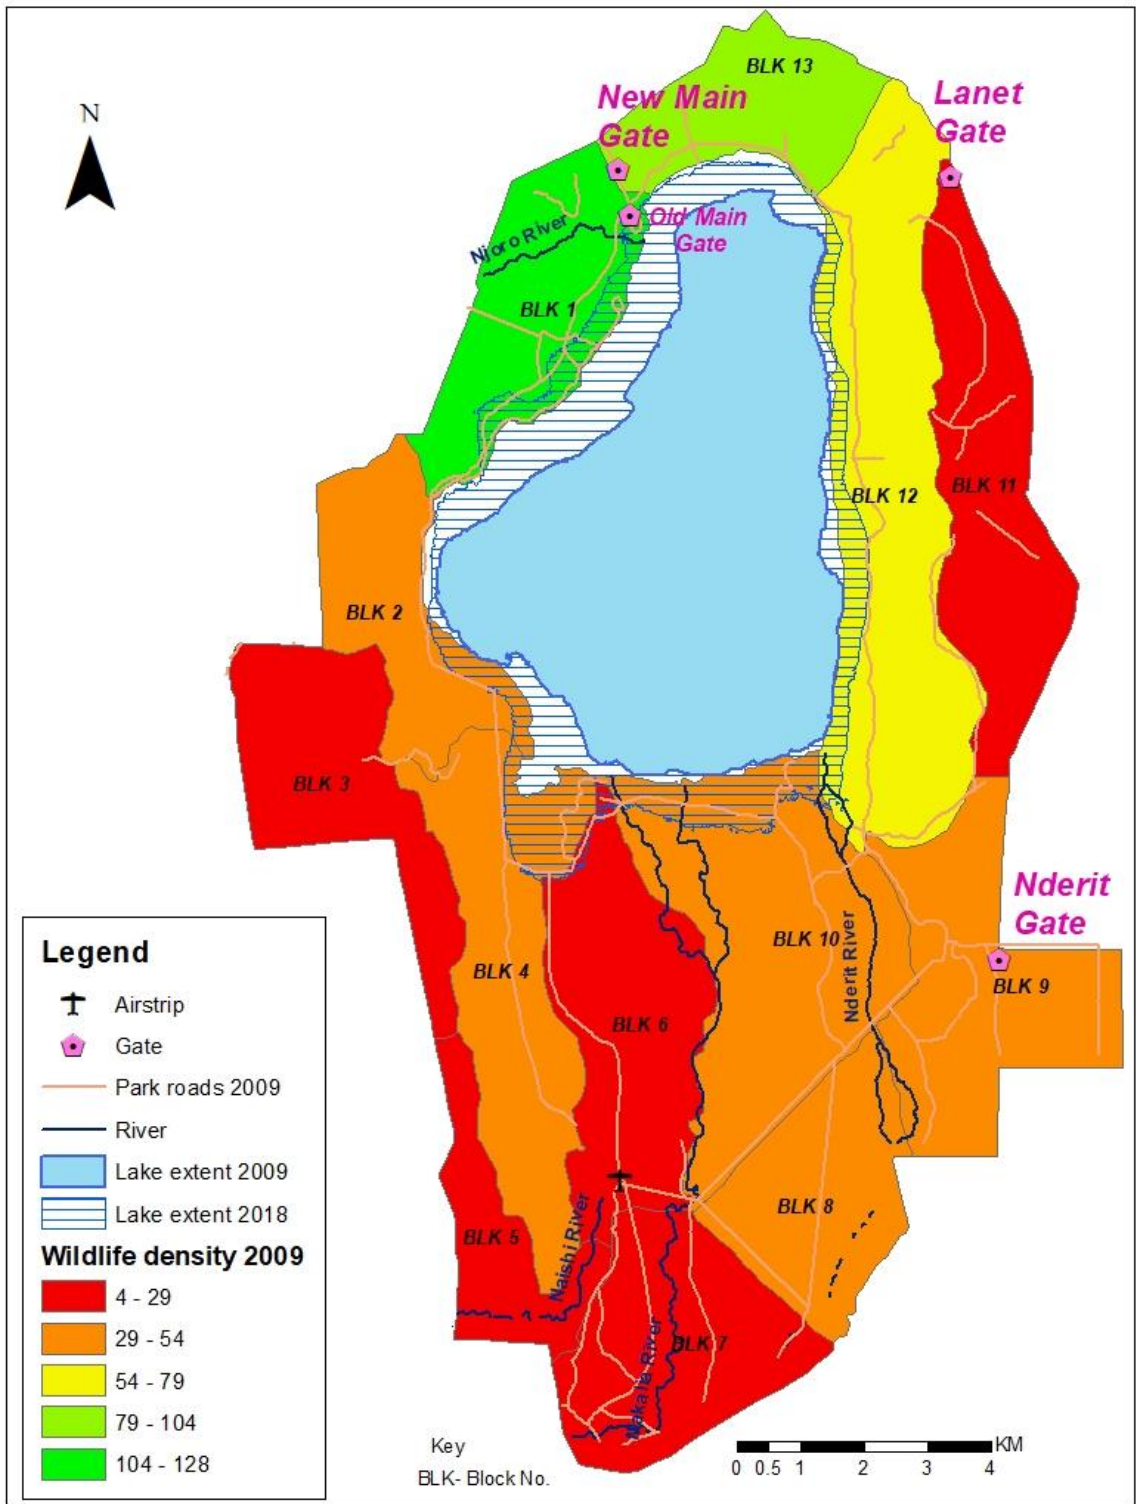 BLK 13
New Main
Gate
Lanet
Gate
N
Old Main
Gate
Njoro River
BLK 1
BLK 12
BLK 11
BLK 2
BLK 3
Nderit
Gate
BLK 10
Nderit River
BLK 4
BLK 9
BLK 6
BLK 8
BLK 5
Naishi River
BLK 7
Makalia River
Legend
Airstrip
Gate
Park roads 2009
River
Lake extent 2009
Lake extent 2018
Wildlife density 2009
4 - 29
29 - 54
54 - 79
79 - 104
104 - 128
Key
BLK- Block No.
KM
0 0.5 1 2 3 4